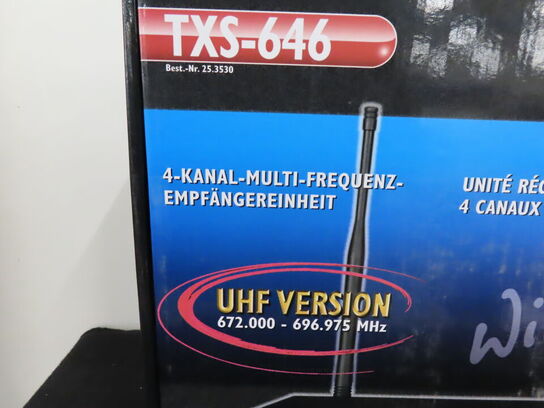 TXS-646
Best.-Nr. 25.3530
4-KANAL-MULTI-FREQUENZ-
EMPFÄNGEREINHEIT
UNITÉ RÉC
4 CANAUX
UHF VERSION
672.000 - 696.975 MHz
Wi